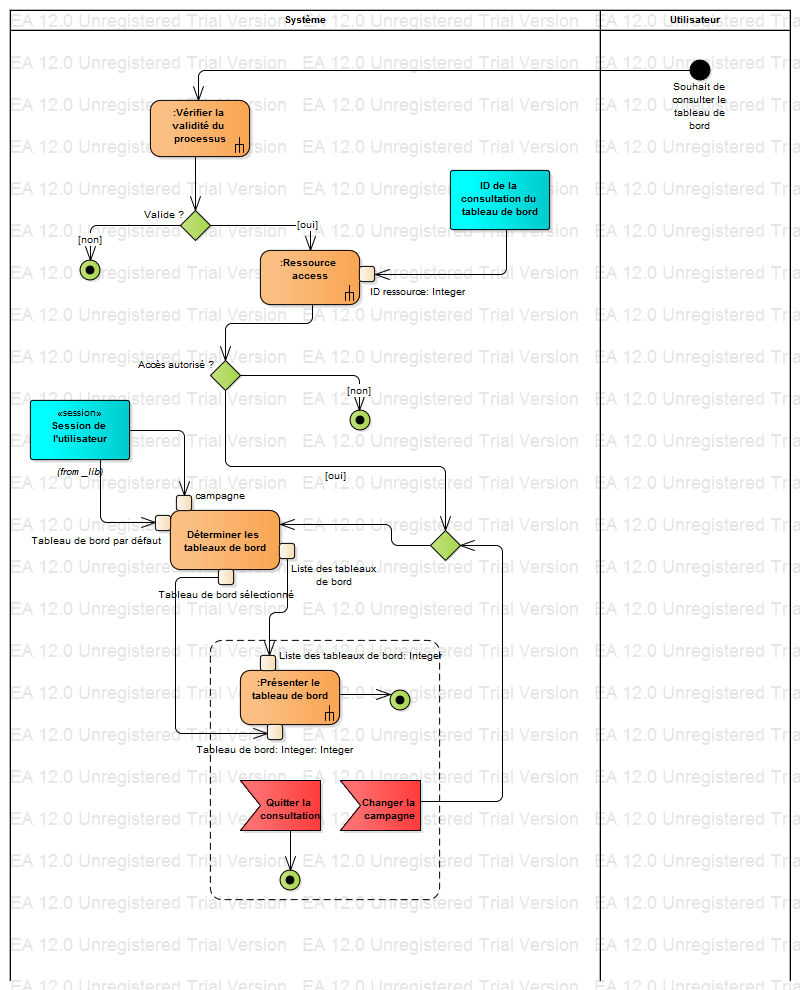 Système
Utilisateur
Souhait de
consulter le
tableau de
bord
:Vérifier la
validité du
processus
ID de la
consultation du
tableau de bord
Valide ?
[oui]
[non]
:Ressource
access
ID ressource: Integer
Accès autorisé ?
[non]
«session»
Session de
l'utilisateur
(from _lib)
[oui]
campagne
Déterminer les
tableaux de bord
Tableau de bord par défaut
Liste des tableaux
de bord
Tableau de bord sélectionné
Liste des tableaux de bord: Integer
:Présenter le
tableau de bord
Tableau de bord: Integer: Integer
Quitter la
consultation
Changer la
campagne
EA 12.0 Unregistered Trial Version